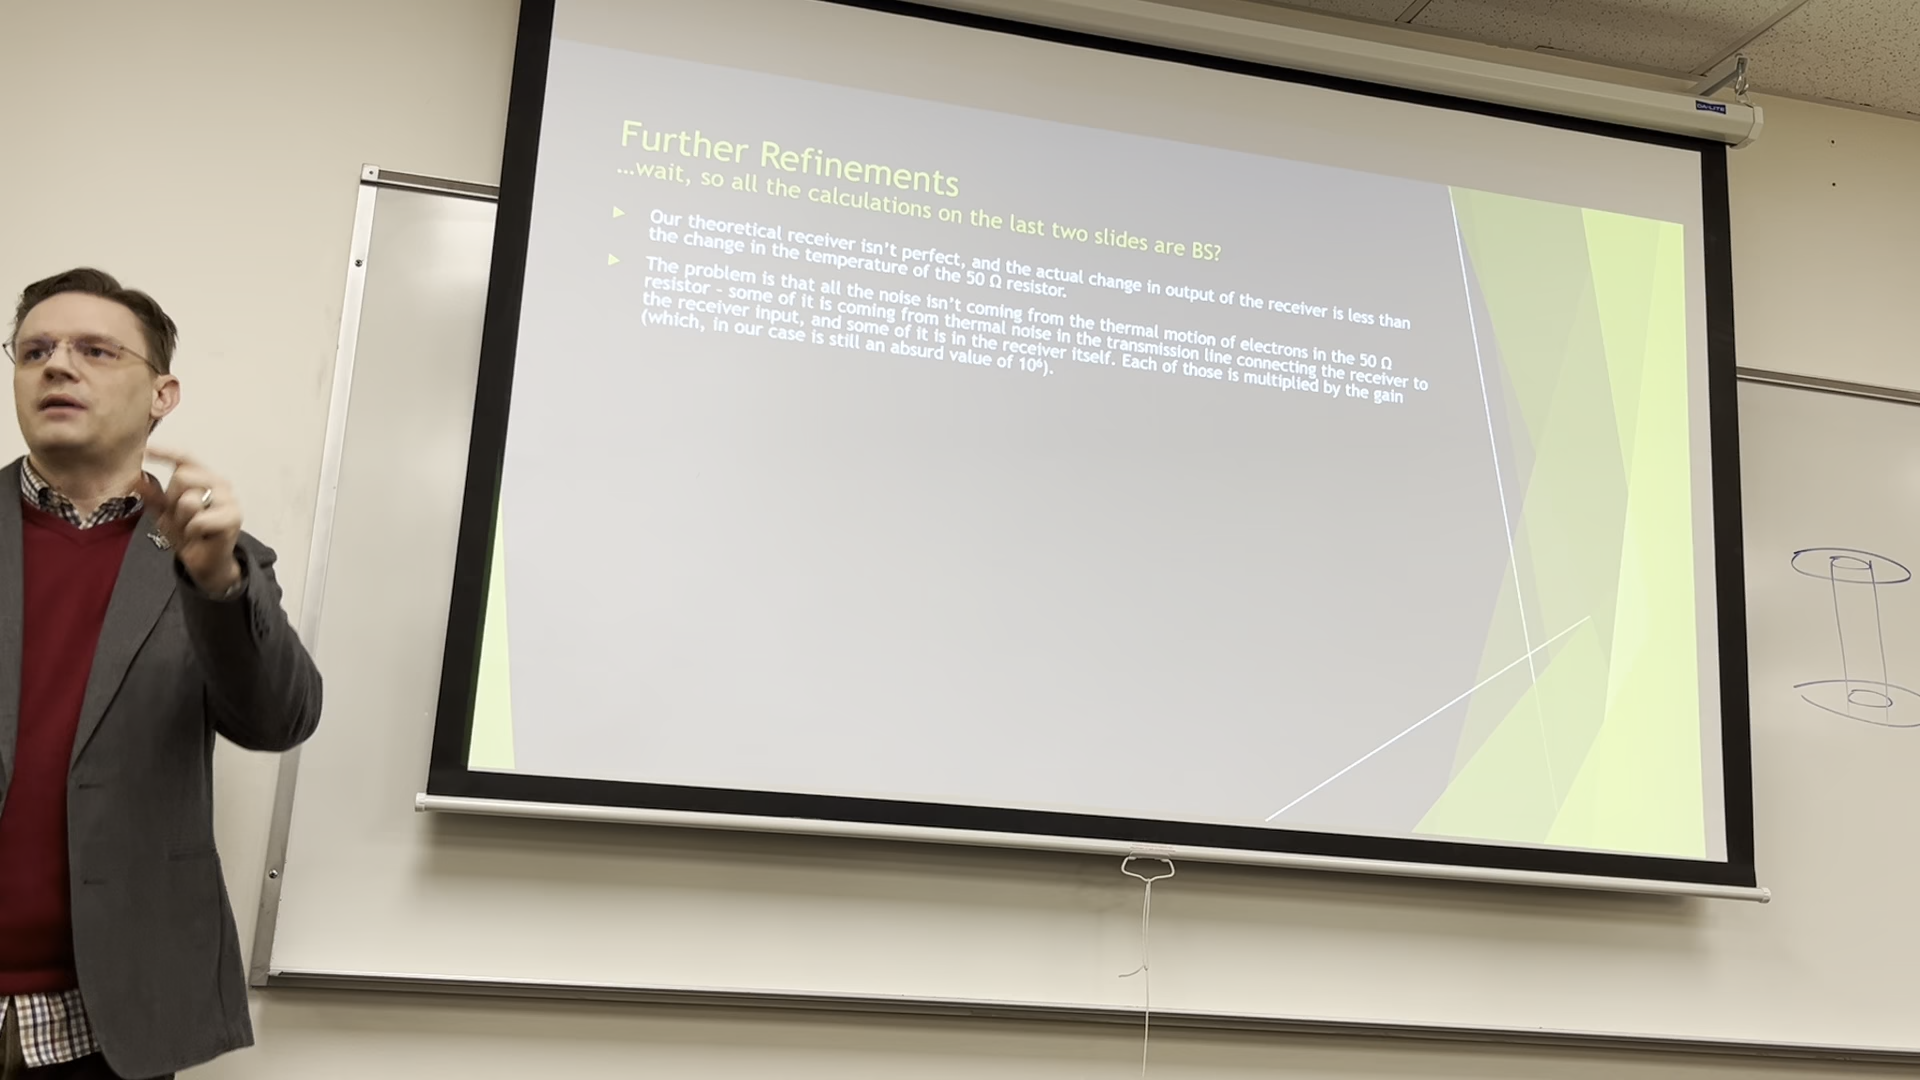 DA-LITE
Further Refinements
...wait, so all the calculations on the last two slides are BS?
Our theoretical receiver isn't perfect, and the actual change in output of the receiver is less than
the change in the temperature of the 50 Ω resistor.
The problem is that all the noise isn't coming from the thermal motion of electrons in the 50 Ω
resistor - some of it is coming from thermal noise in the transmission line connecting the receiver to
the receiver input, and some of it is in the receiver itself. Each of those is multiplied by the gain
(which, in our case is still an absurd value of 10⁶).